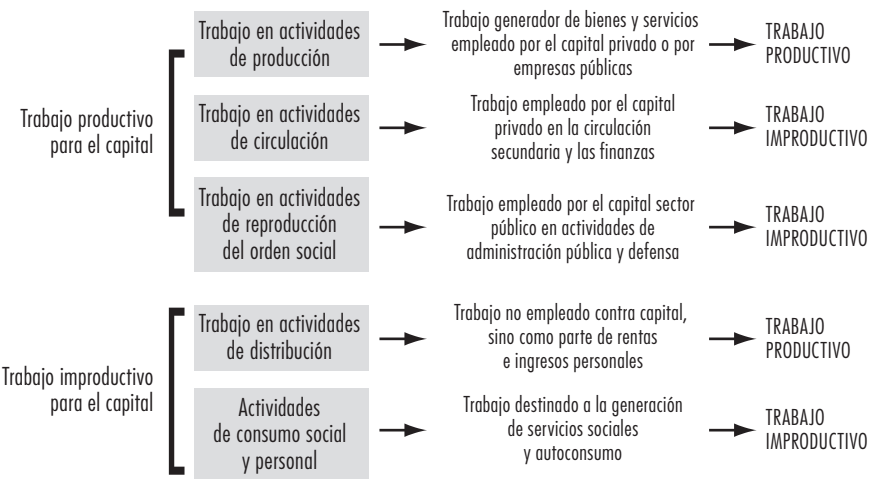 Trabajo productivo
para el capital
Trabajo en actividades
de producción
Trabajo generador de bienes y servicios
empleado por el capital privado o por
empresas públicas
TRABAJO
PRODUCTIVO
Trabajo en actividades
de circulación
Trabajo empleado por el capital
privado en la circulación
secundaria y las finanzas
TRABAJO
IMPRODUCTIVO
Trabajo en actividades
de reproducción
del orden social
Trabajo empleado por el capital sector
público en actividades de
administración pública y defensa
TRABAJO
IMPRODUCTIVO
Trabajo improductivo
para el capital
Trabajo en actividades
de distribución
Trabajo no empleado contra capital,
sino como parte de rentas
e ingresos personales
TRABAJO
PRODUCTIVO
Actividades
de consumo social
y personal
Trabajo destinado a la generación
de servicios sociales
y autoconsumo
TRABAJO
IMPRODUCTIVO